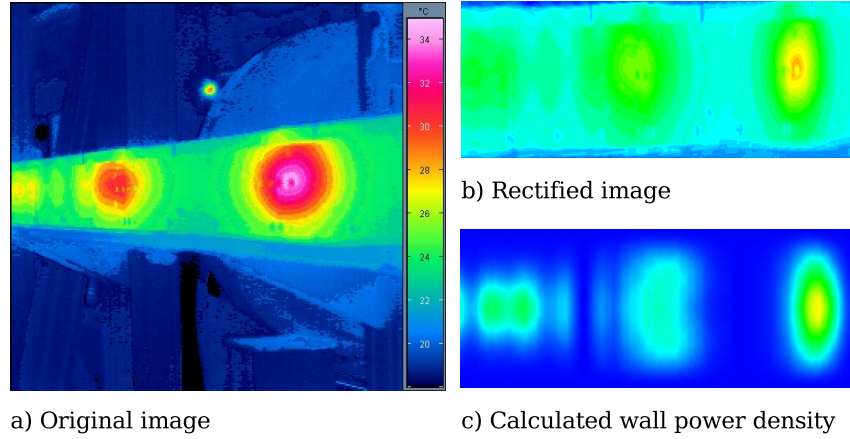 °C
34
32
30
28
26
24
22
20
b) Rectified image
a) Original image
c) Calculated wall power density